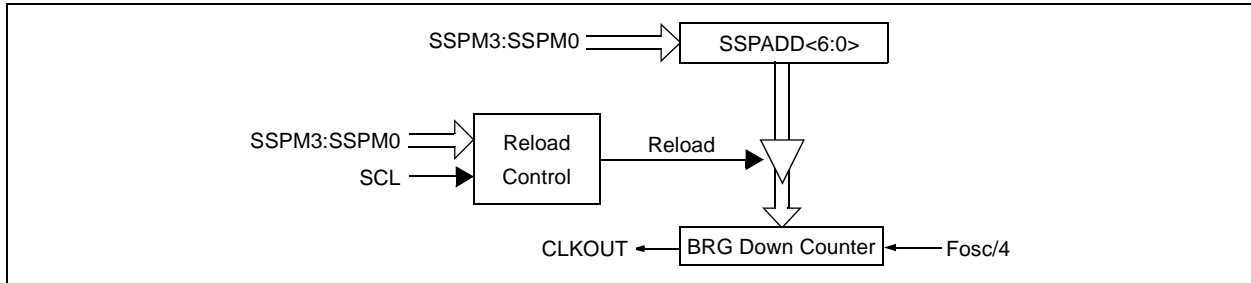 SSPM3:SSPM0
SSPADD<6:0>
SSPM3:SSPM0
SCL
Reload
Control
Reload
CLKOUT
BRG Down Counter
Fosc/4